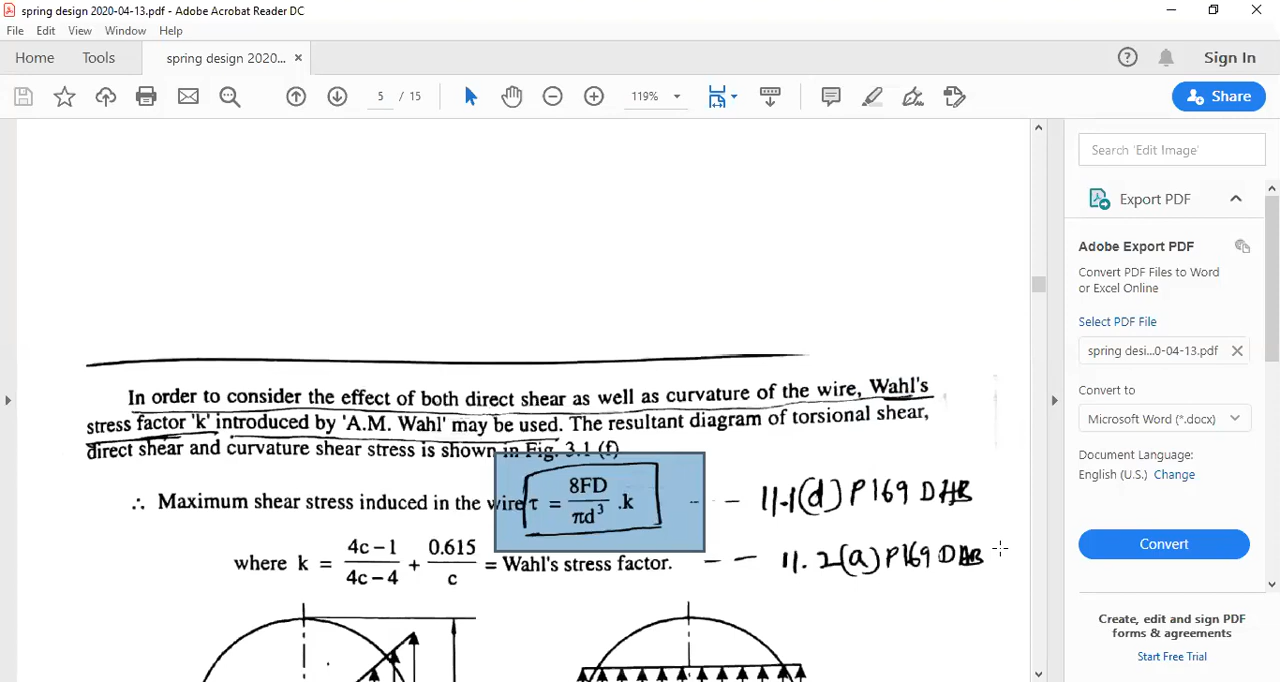 spring design 2020-04-13.pdf - Adobe Acrobat Reader DC
File Edit View Window Help
Home Tools spring design 2020... ×
Sign In
5 / 15 119% Share
Search 'Edit Image'
Export PDF
Adobe Export PDF
Convert PDF Files to Word
or Excel Online
Select PDF File
spring desi...0-04-13.pdf
Convert to
Microsoft Word (*.docx)
Document Language:
English (U.S.) Change
Convert
Create, edit and sign PDF
forms & agreements
Start Free Trial
In order to consider the effect of both direct shear as well as curvature of the wire, Wahl's
stress factor 'k' introduced by 'A.M. Wahl' may be used. The resultant diagram of torsional shear,
direct shear and curvature shear stress is shown in Fig. 3.1 (f)
∴ Maximum shear stress induced in the wire τ = 8FD/πd³ .k -- 11.1(d) P169 DHB
where k = 4c – 1/4c – 4 + 0.615/c = Wahl's stress factor. -- 11.2(a) P169 DHB